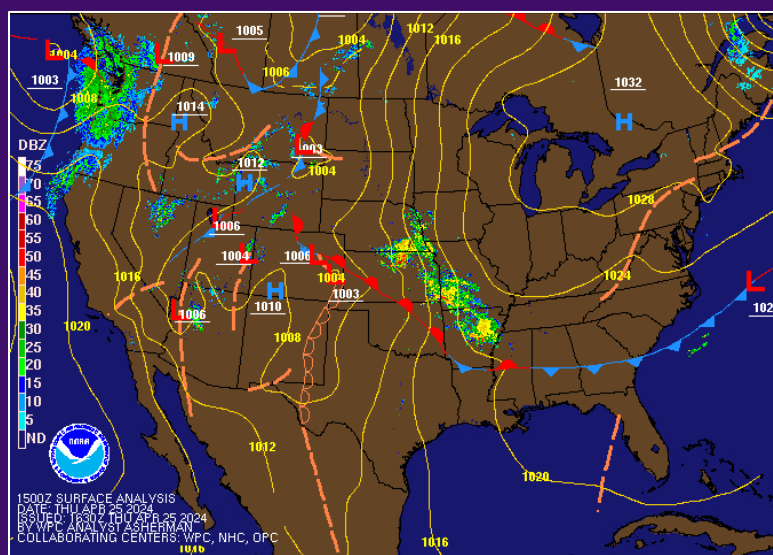 1005
1012
1016
1004
1004
1009
1032
1003
1006
1008
1014
DBZ
75
70
65
60
55
50
45
40
35
30
25
20
15
10
5
ND
1003
1012
1004
1028
1006
1004
1006
1016
1004
1024
1003
1010
1006
1020
1008
1012
1020
NOAA
1500Z SURFACE ANALYSIS
DATE: THU APR 25 2024
ISSUED: 1630Z THU APR 25 2024
BY WPC ANALYST ASHERMAN
COLLABORATING CENTERS: WPC, NHC, OPC
1016
1016
L
L
L
H
H
L
H
L
L
L
L
H
L